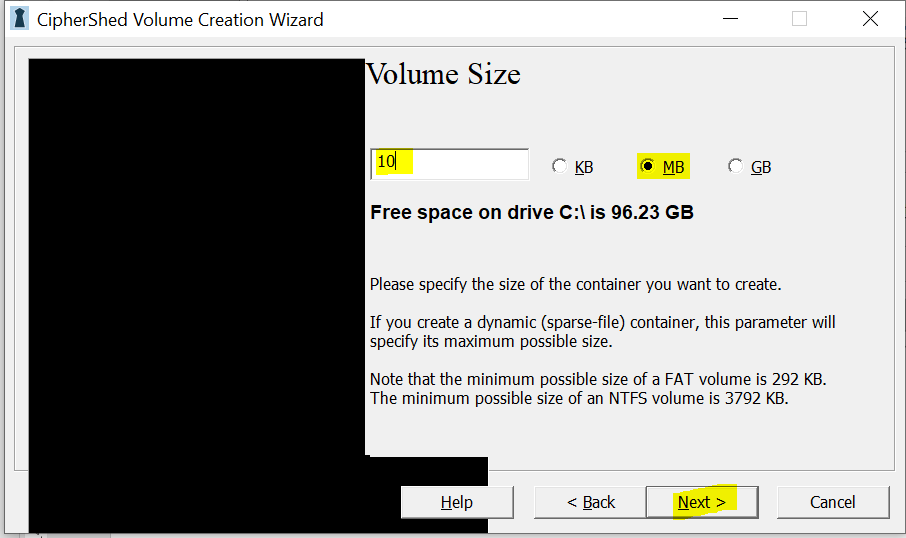 CipherShed Volume Creation Wizard
Volume Size
10 KB MB GB
Free space on drive C:\ is 96.23 GB
Please specify the size of the container you want to create.
If you create a dynamic (sparse-file) container, this parameter will
specify its maximum possible size.
Note that the minimum possible size of a FAT volume is 292 KB.
The minimum possible size of an NTFS volume is 3792 KB.
Help < Back Next > Cancel